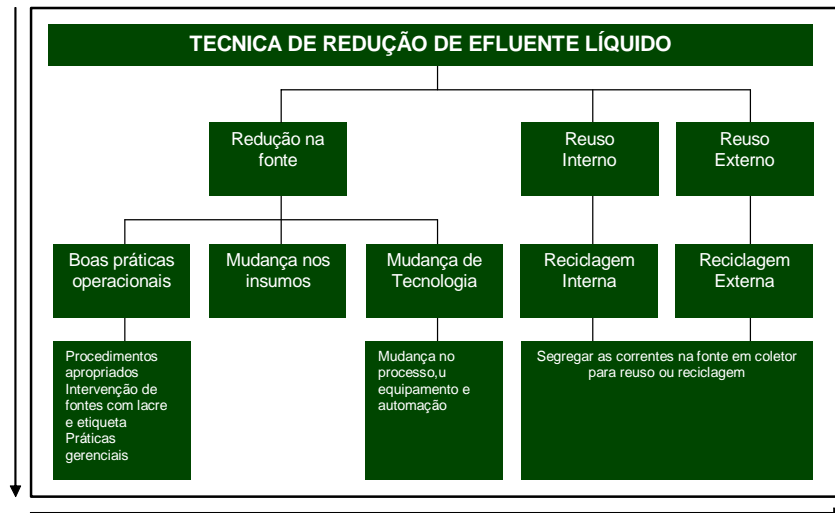 TECNICA DE REDUÇÃO DE EFLUENTE LÍQUIDO
Redução na
fonte
Reuso
Interno
Reuso
Externo
Boas práticas
operacionais
Mudança nos
insumos
Mudança de
Tecnologia
Reciclagem
Interna
Reciclagem
Externa
Procedimentos
apropriados
Intervenção de
fontes com lacre
e etiqueta
Práticas
gerenciais
Mudança no
processo,u
equipamento e
automação
Segregar as correntes na fonte em coletor
para reuso ou reciclagem